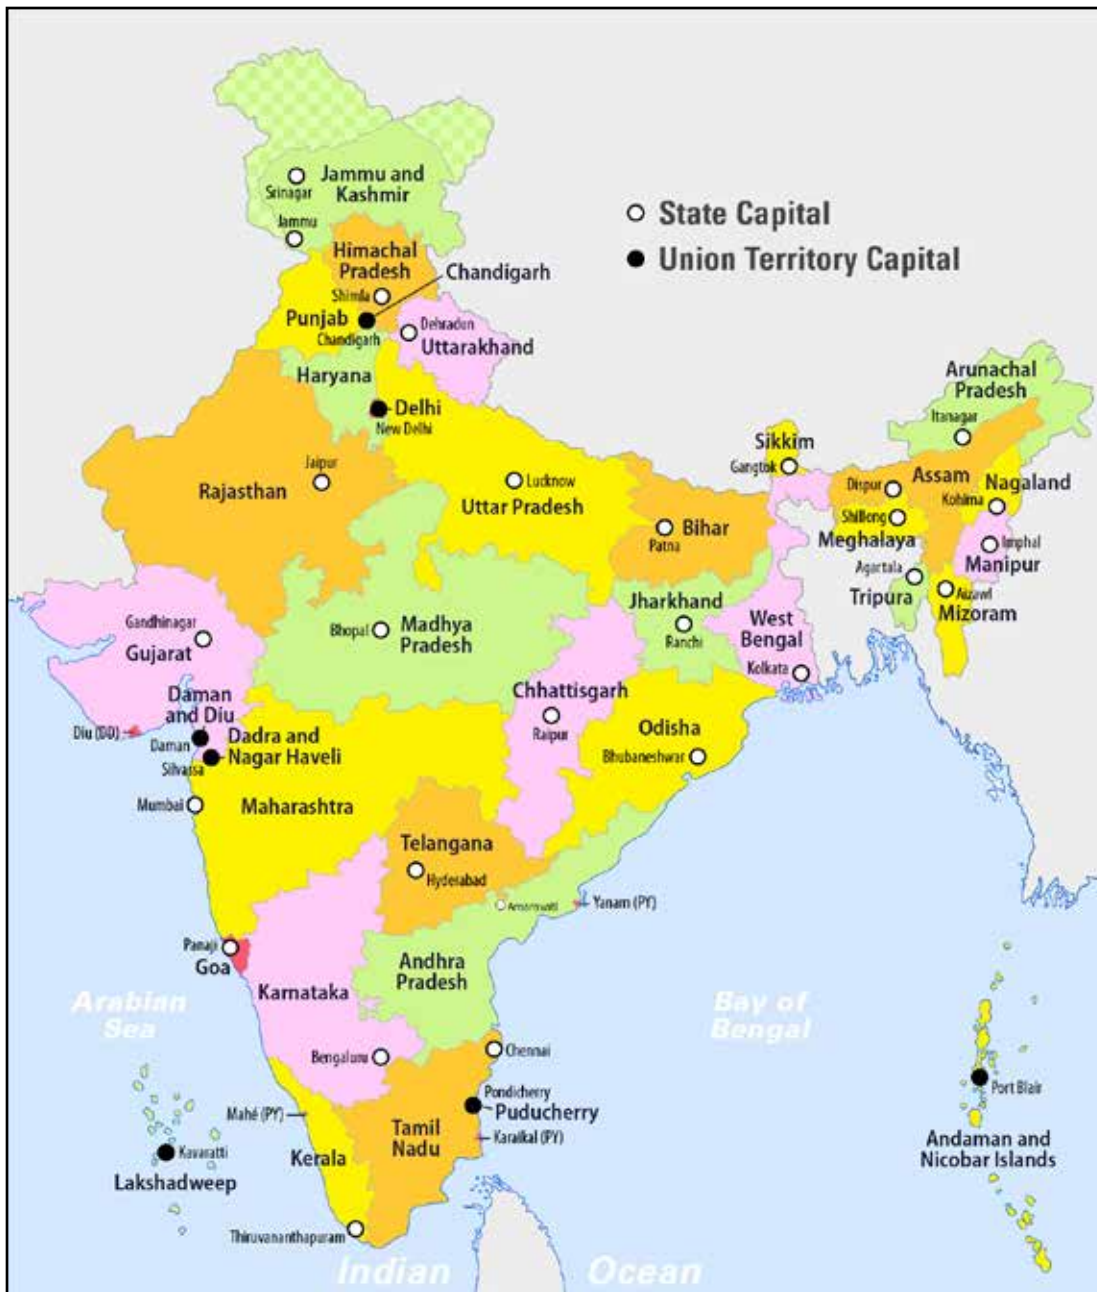 Jammu and
Kashmir
Srinagar
Jammu
State Capital
Union Territory Capital
Himachal
Pradesh
Shimla
Chandigarh
Punjab
Chandigarh
Dehradun
Uttarakhand
Haryana
Delhi
New Delhi
Arunachal
Pradesh
Itanagar
Sikkim
Gangtok
Jaipur
Rajasthan
Lucknow
Uttar Pradesh
Bihar
Patna
Dispur
Assam
Nagaland
Kohima
Shillong
Meghalaya
Imphal
Manipur
Agartala
Tripura
Aizawl
Mizoram
Gandhinagar
Gujarat
Bhopal
Madhya
Pradesh
Jharkhand
Ranchi
West
Bengal
Kolkata
Daman
and Diu
Diu (DD)
Daman
Silvassa
Dadra and
Nagar Haveli
Chhattisgarh
Raipur
Odisha
Bhubaneshwar
Mumbai
Maharashtra
Telangana
Hyderabad
Amaravati
Yanam (PY)
Panaji
Goa
Karnataka
Andhra
Pradesh
Arabian
Sea
Bay of
Bengal
Bengaluru
Chennai
Pondicherry
Puducherry
Port Blair
Mahé (PY)
Tamil
Nadu
Karaikal (PY)
Kavaratti
Lakshadweep
Kerala
Andaman and
Nicobar Islands
Thiruvananthapuram
Indian Ocean